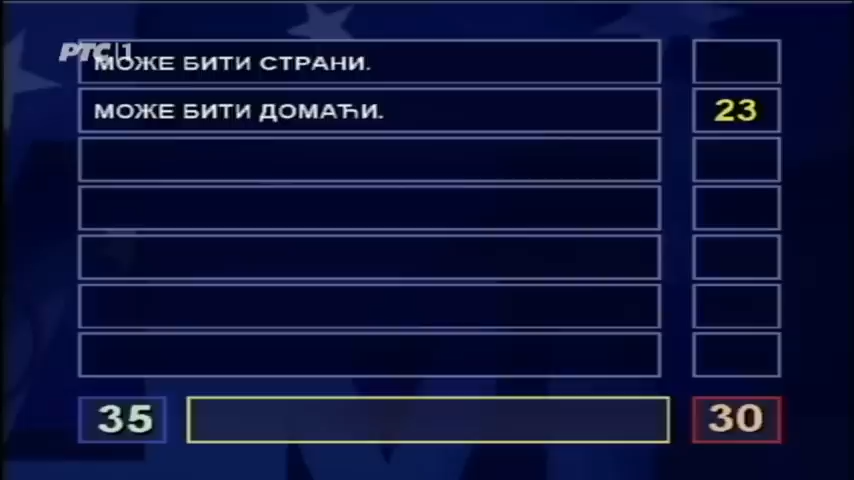 РТС 1
МОЖЕ БИТИ СТРАНИ.
МОЖЕ БИТИ ДОМАЋИ.
23
35
30